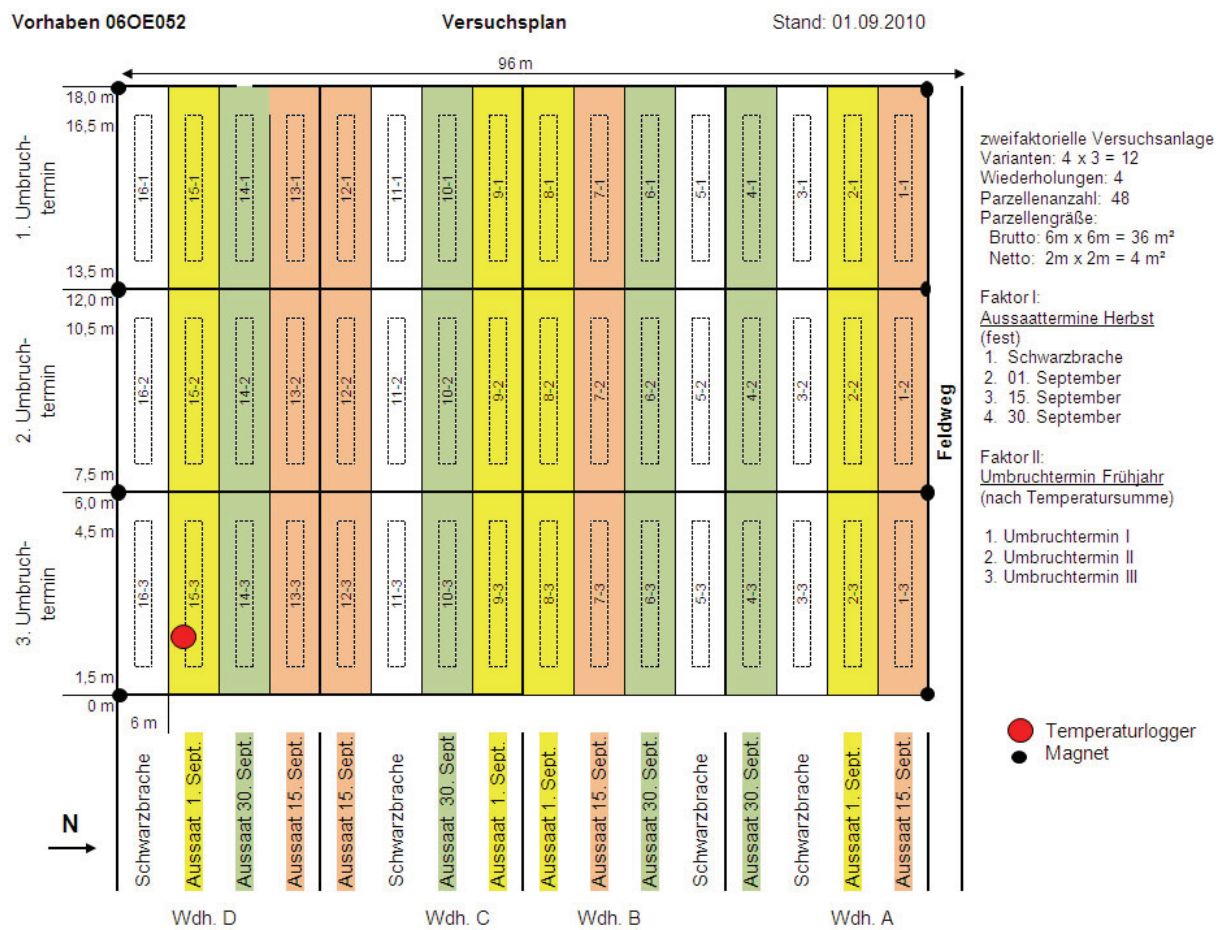 Vorhaben 06OE052
Versuchsplan
Stand: 01.09.2010
96 m
18,0 m
16,5 m
1. Umbruch-
termin
13,5 m
16-1
15-1
14-1
13-1
12-1
11-1
10-1
9-1
8-1
7-1
6-1
5-1
4-1
3-1
2-1
1-1
12,0 m
10,5 m
2. Umbruch-
termin
7,5 m
16-2
15-2
14-2
13-2
12-2
11-2
10-2
9-2
8-2
7-2
6-2
5-2
4-2
3-2
2-2
1-2
6,0 m
4,5 m
3. Umbruch-
termin
1,5 m
0 m
16-3
15-3
14-3
13-3
12-3
11-3
10-3
9-3
8-3
7-3
6-3
5-3
4-3
3-3
2-3
1-3
Feldweg
6 m
N
Schwarzbrache
Aussaat 1. Sept.
Aussaat 30. Sept.
Aussaat 15. Sept.
Aussaat 15. Sept.
Schwarzbrache
Aussaat 30. Sept
Aussaat 1. Sept.
Aussaat 1. Sept.
Aussaat 15. Sept.
Aussaat 30. Sept
Schwarzbrache
Aussaat 30. Sept.
Schwarzbrache
Aussaat 1. Sept.
Aussaat 15. Sept.
Wdh. D
Wdh. C
Wdh. B
Wdh. A
zweifaktorielle Versuchsanlage
Varianten: 4 x 3 = 12
Wiederholungen: 4
Parzellenanzahl: 48
Parzellengräße:
Brutto: 6m x 6m = 36 m²
Netto: 2m x 2m = 4 m²
Faktor I:
Aussaattermine Herbst
(fest)
1. Schwarzbrache
2. 01. September
3. 15. September
4. 30. September
Faktor II:
Umbruchtermin Frühjahr
(nach Temperatursumme)
1. Umbruchtermin I
2. Umbruchtermin II
3. Umbruchtermin III
Temperaturlogger
Magnet